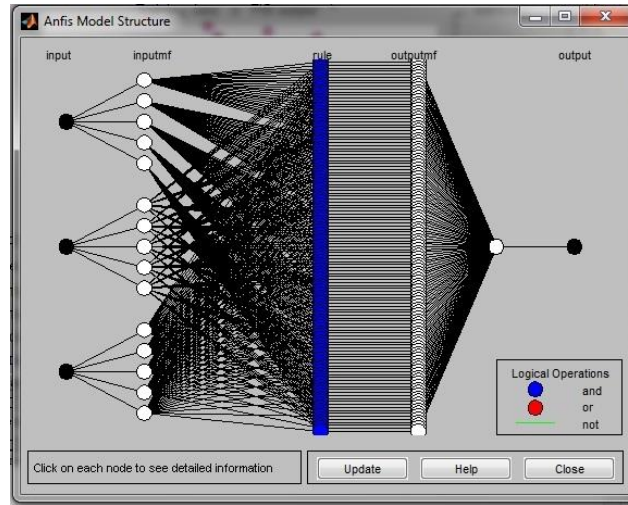 Anfis Model Structure
input inputmf rule outputmf output
Logical Operations
and
or
not
Click on each node to see detailed information
Update Help Close